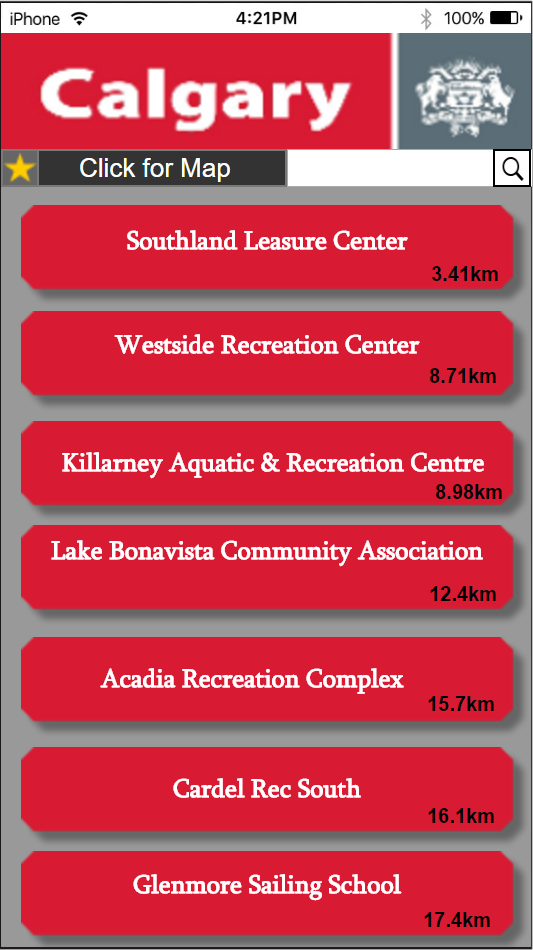 iPhone 4:21PM 100%
Calgary
Click for Map
Southland Leasure Center
3.41km
Westside Recreation Center
8.71km
Killarney Aquatic & Recreation Centre
8.98km
Lake Bonavista Community Association
12.4km
Acadia Recreation Complex
15.7km
Cardel Rec South
16.1km
Glenmore Sailing School
17.4km